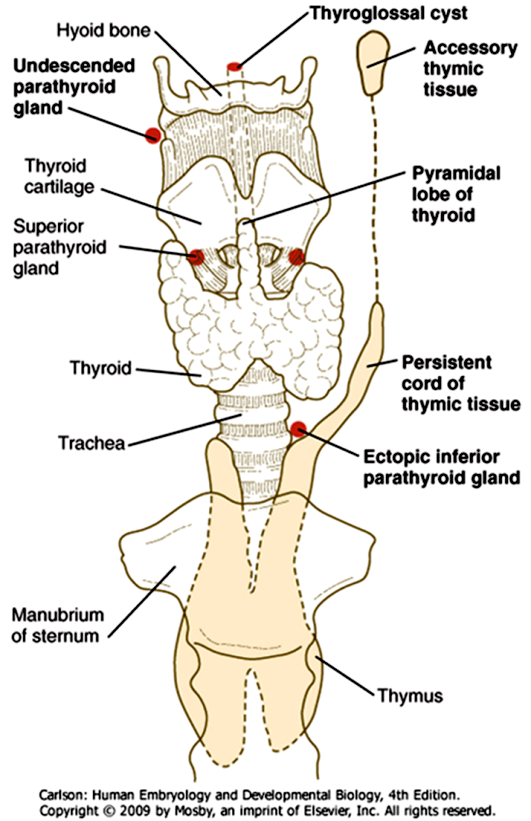 Thyroglossal cyst
Hyoid bone
Accessory
thymic
tissue
Undescended
parathyroid
gland
Thyroid
cartilage
Pyramidal
lobe of
thyroid
Superior
parathyroid
gland
Thyroid
Persistent
cord of
thymic tissue
Trachea
Ectopic inferior
parathyroid gland
Manubrium
of sternum
Thymus
Carlson: Human Embryology and Developmental Biology, 4th Edition.
Copyright © 2009 by Mosby, an imprint of Elsevier, Inc. All rights reserved.